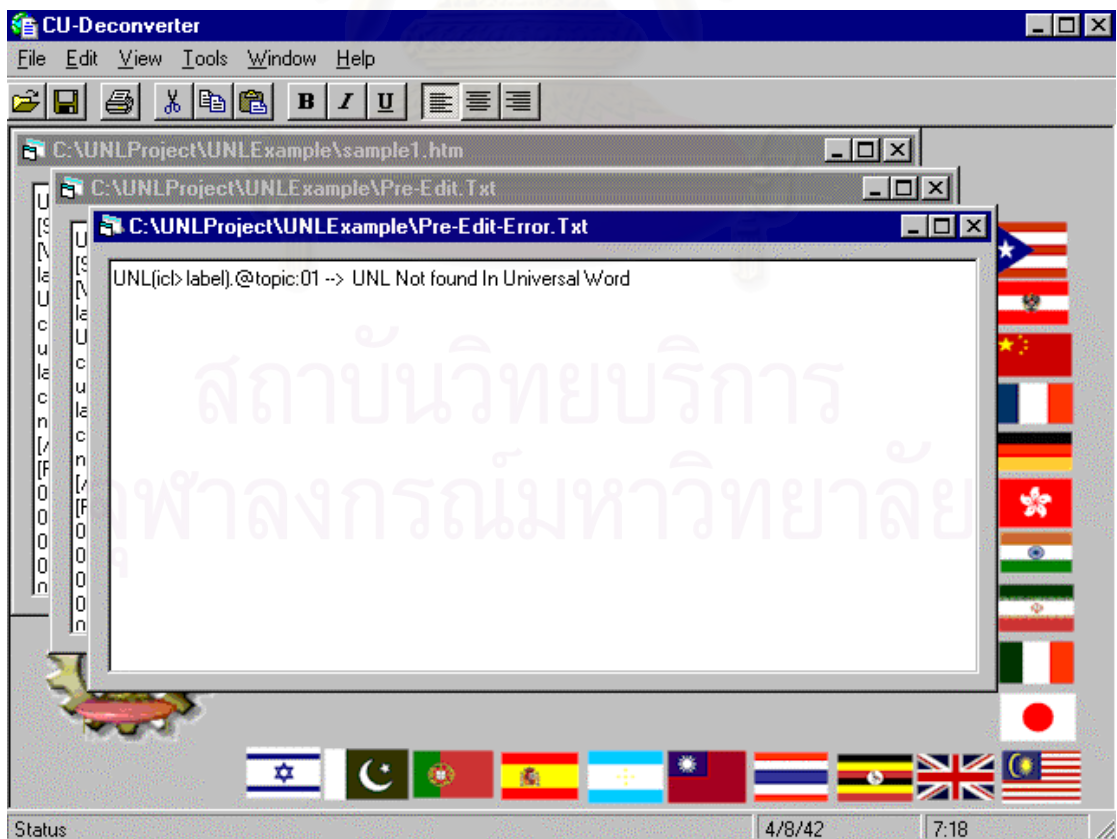 CU-Deconverter
File Edit View Tools Window Help
B I U
C:\UNLProject\UNLExample\sample1.htm
C:\UNLProject\UNLExample\Pre-Edit.Txt
C:\UNLProject\UNLExample\Pre-Edit-Error.Txt
UNL(icl>label).@topic:01 --> UNL Not found In Universal Word
สถาบันวิทยบริการ
จุฬาลงกรณ์มหาวิทยาลัย
Status 4/8/42 7:18